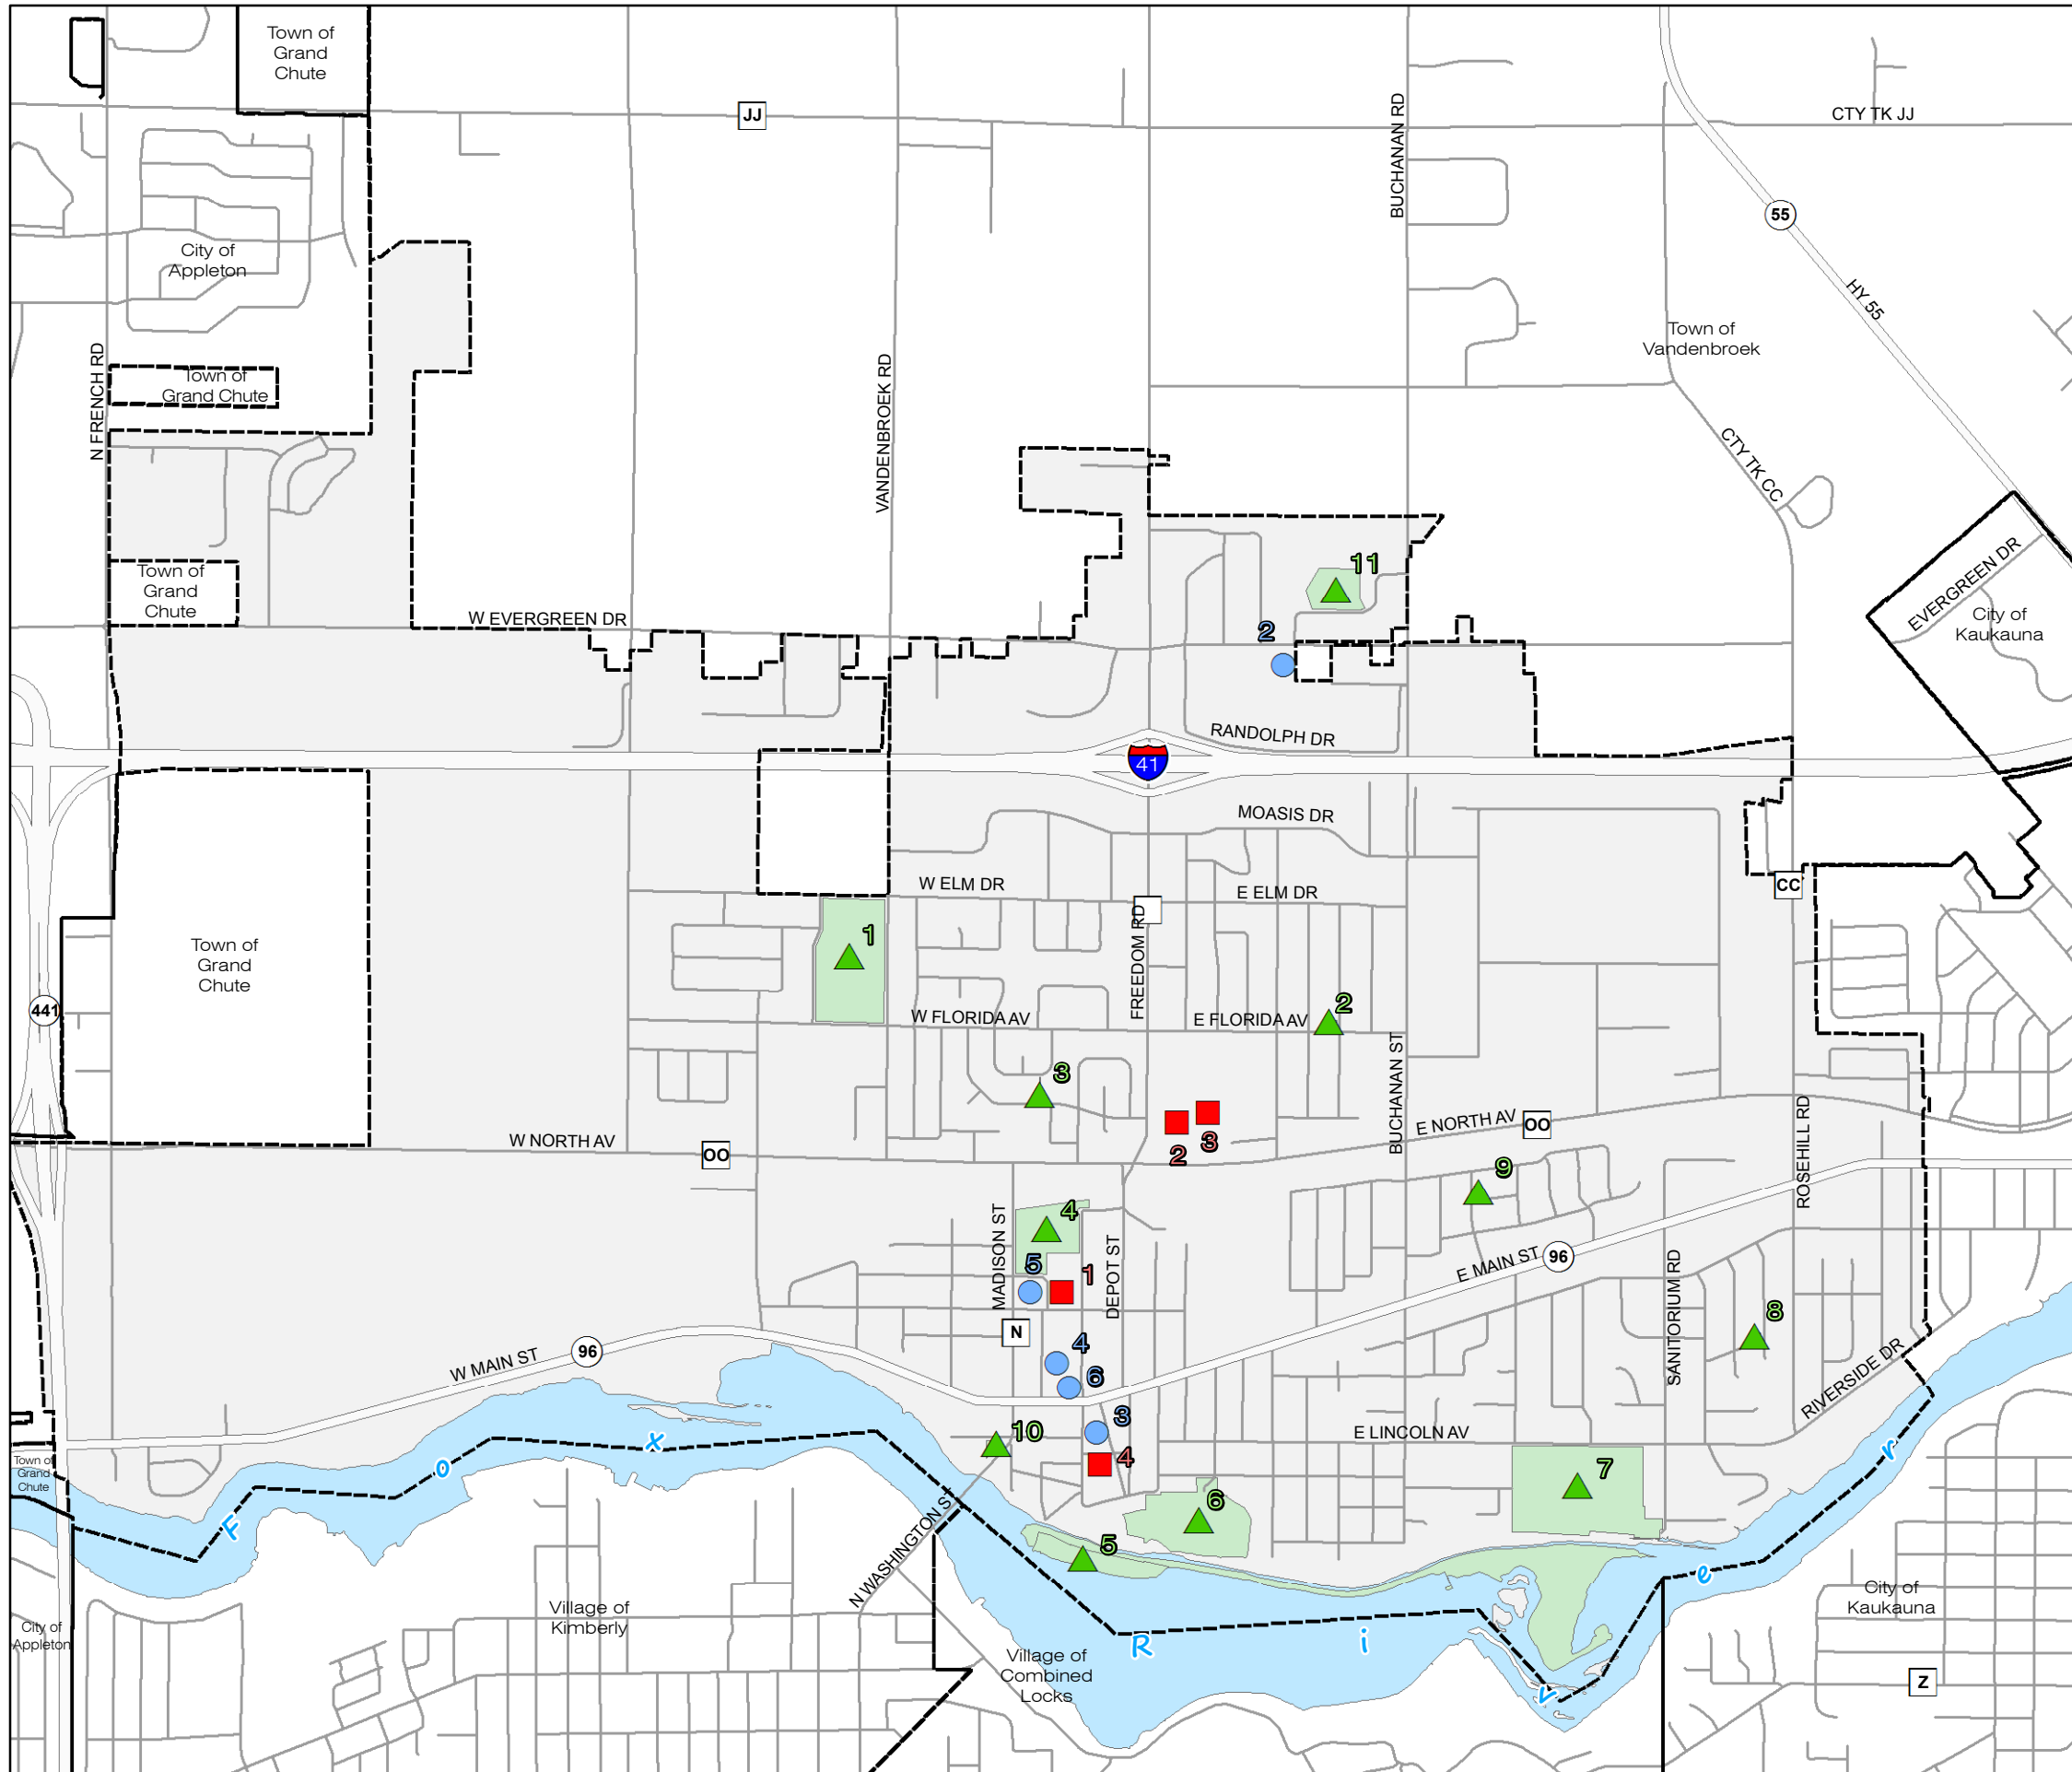 Town of
Grand
Chute
JJ
CTY TK JJ
BUCHANAN RD
55
City of
Appleton
HY 55
Town of
Vandenbroek
N FRENCH RD
Town of
Grand Chute
VANDENBROEK RD
CTY TK CC
EVERGREEN DR
City of
Kaukauna
11
Town of
Grand
Chute
W EVERGREEN DR
2
RANDOLPH DR
41
MOASIS DR
W ELM DR
E ELM DR
CC
FREEDOM RD
1
Town of
Grand
Chute
441
W FLORIDA AV
E FLORIDA AV
2
BUCHANAN ST
3
2
3
W NORTH AV
OO
E NORTH AV
OO
ROSEHILL RD
9
MADISON ST
4
DEPOT ST
5
1
E MAIN ST
96
SANITORIUM RD
8
N
4
6
W MAIN ST
96
RIVERSIDE DR
3
10
4
E LINCOLN AV
7
Town of
Grand
Chute
6
5
N WASHINGTON ST
Fox River
City of
Appleton
Village of
Kimberly
Village of
Combined
Locks
City of
Kaukauna
Z